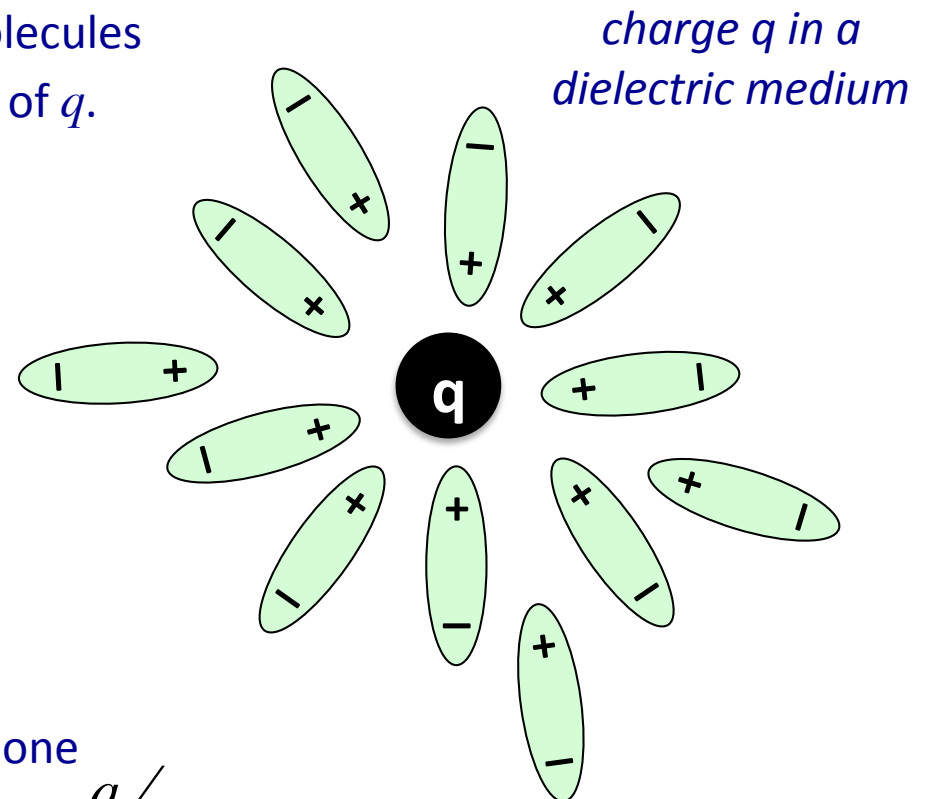 olecules
of q.
charge q in a
dielectric medium
− −
+
− + −
+ +
− + q + −
+ + −
− + + +
− −
− +
−
one
q/